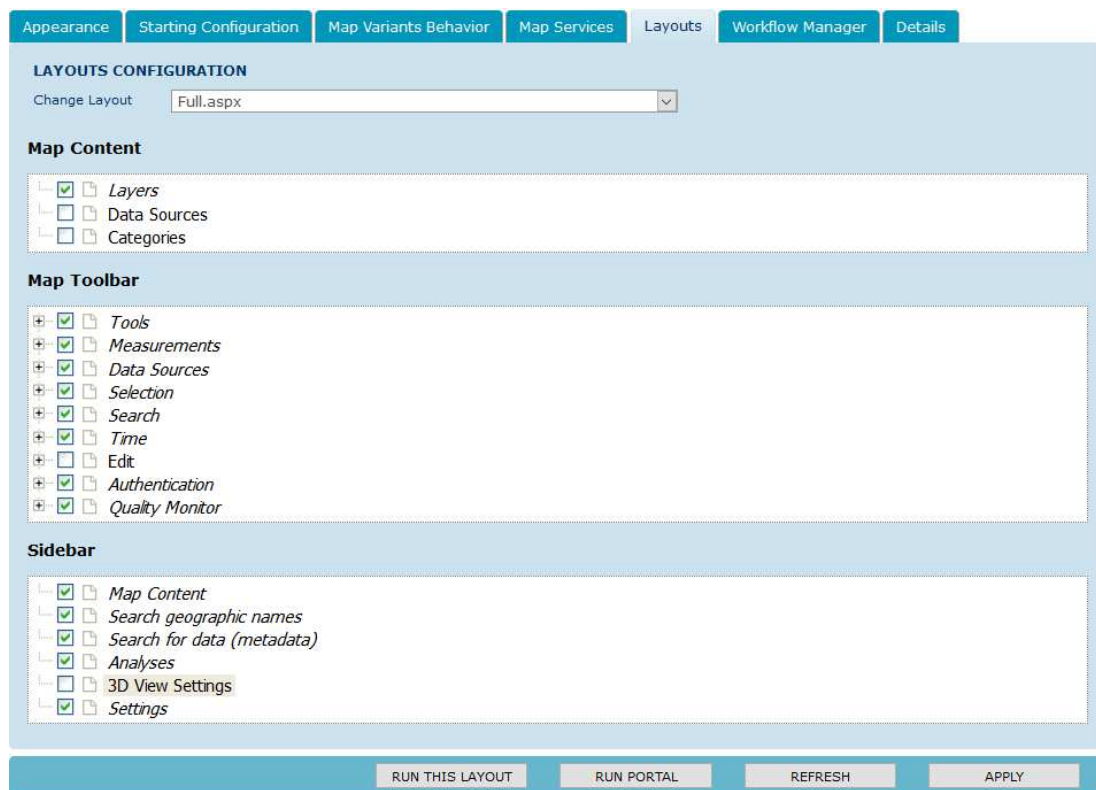 Appearance Starting Configuration Map Variants Behavior Map Services Layouts Workflow Manager Details
LAYOUTS CONFIGURATION
Change Layout Full.aspx
Map Content
Layers
Data Sources
Categories
Map Toolbar
Tools
Measurements
Data Sources
Selection
Search
Time
Edit
Authentication
Quality Monitor
Sidebar
Map Content
Search geographic names
Search for data (metadata)
Analyses
3D View Settings
Settings
RUN THIS LAYOUT RUN PORTAL REFRESH APPLY